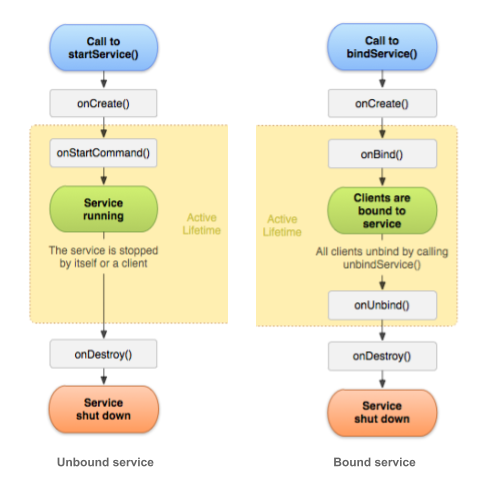 Call to
startService()
onCreate()
onStartCommand()
Service
running
Active
Lifetime
The service is stopped
by itself or a client
onDestroy()
Service
shut down
Unbound service
Call to
bindService()
onCreate()
onBind()
Clients are
bound to
service
Active
Lifetime
All clients unbind by calling
unbindService()
onUnbind()
onDestroy()
Service
shut down
Bound service